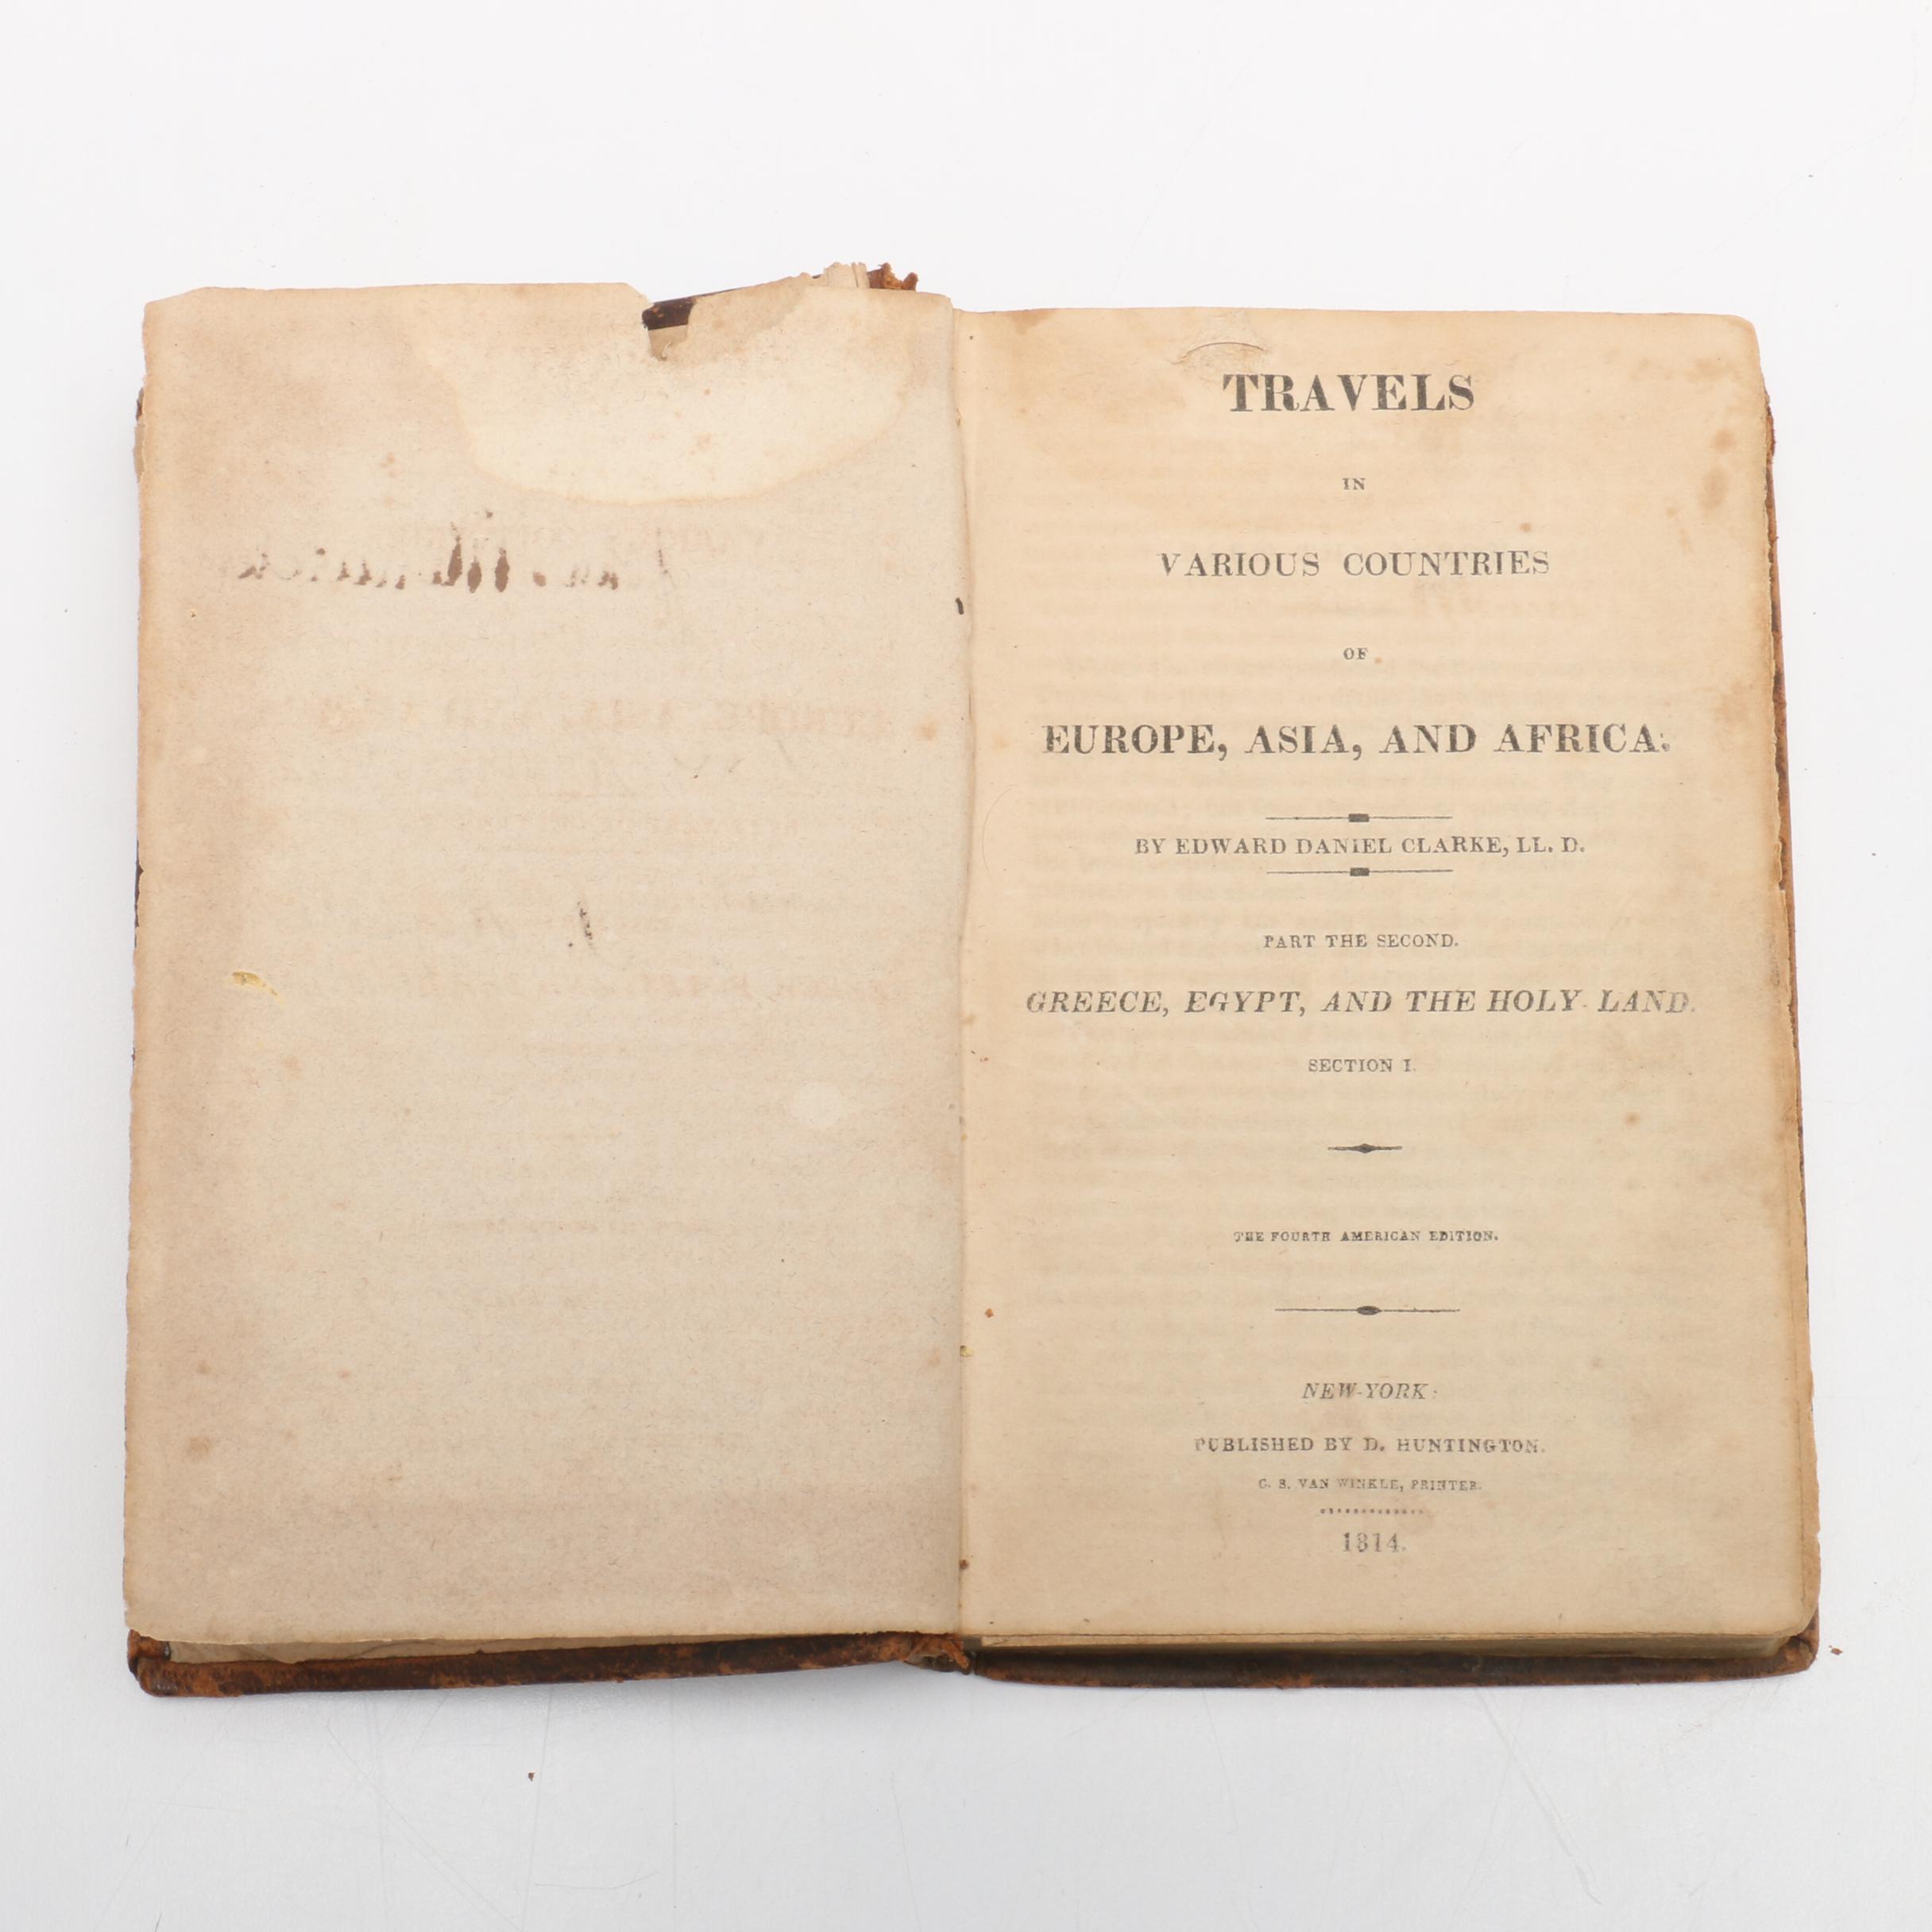 TRAVELS
IN
VARIOUS COUNTRIES
OF
EUROPE, ASIA, AND AFRICA.
BY EDWARD DANIEL CLARKE, LL. D.
PART THE SECOND.
GREECE, EGYPT, AND THE HOLY LAND.
SECTION I.
THE FOURTH AMERICAN EDITION.
NEW-YORK:
PUBLISHED BY D. HUNTINGTON.
C. S. VAN WINKLE, PRINTER.
1814.